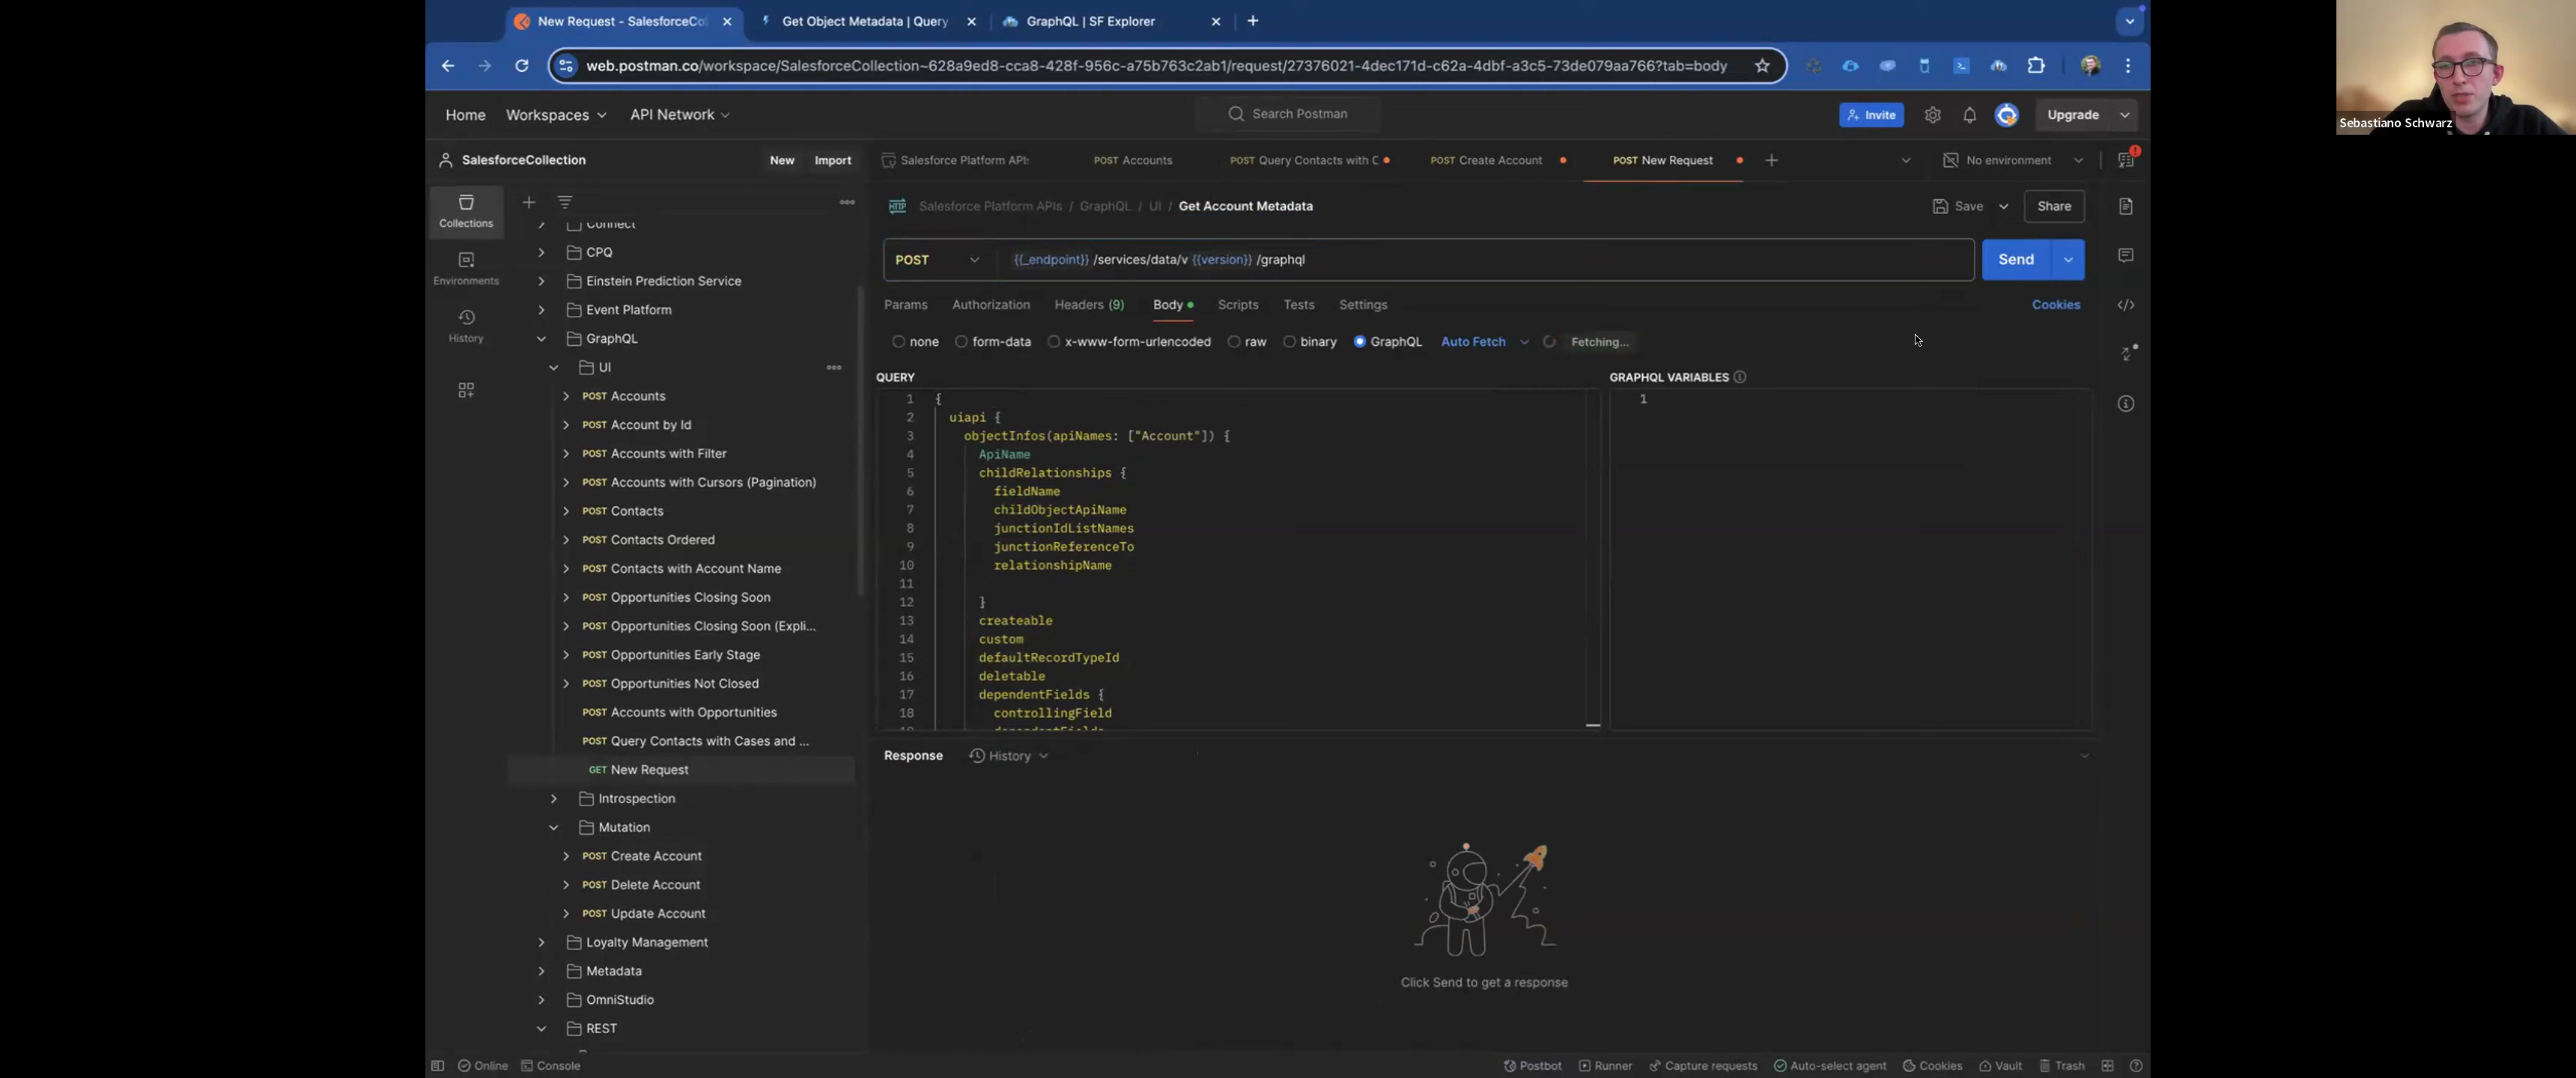 New Request - SalesforceCo
Get Object Metadata | Query
GraphQL | SF Explorer
web.postman.co/workspace/SalesforceCollection~628a9ed8-cca8-428f-956c-a75b763c2ab1/request/27376021-4dec171d-c62a-4dbf-a3c5-73de079aa766?tab=body
Sebastiano Schwarz
Home Workspaces API Network Search Postman Invite Upgrade
SalesforceCollection New Import
Salesforce Platform APIs POST Accounts POST Query Contacts with C POST Create Account POST New Request No environment
Collections
Environments
History
Connect
CPQ
Einstein Prediction Service
Event Platform
GraphQL
UI
POST Accounts
POST Account by Id
POST Accounts with Filter
POST Accounts with Cursors (Pagination)
POST Contacts
POST Contacts Ordered
POST Contacts with Account Name
POST Opportunities Closing Soon
POST Opportunities Closing Soon (Expli...
POST Opportunities Early Stage
POST Opportunities Not Closed
POST Accounts with Opportunities
POST Query Contacts with Cases and ...
GET New Request
Introspection
Mutation
POST Create Account
POST Delete Account
POST Update Account
Loyalty Management
Metadata
OmniStudio
REST
HTTP Salesforce Platform APIs / GraphQL / UI / Get Account Metadata Save Share
POST {{_endpoint}} /services/data/v {{version}} /graphql Send
Params Authorization Headers (9) Body Scripts Tests Settings Cookies
none form-data x-www-form-urlencoded raw binary GraphQL Auto Fetch Fetching...
QUERY
1 {
2 uiapi {
3 objectInfos(apiNames: ["Account"]) {
4 ApiName
5 childRelationships {
6 fieldName
7 childObjectApiName
8 junctionIdListNames
9 junctionReferenceTo
10 relationshipName
11
12 }
13 createable
14 custom
15 defaultRecordTypeId
16 deletable
17 dependentFields {
18 controllingField
GRAPHQL VARIABLES
1
Response History
Click Send to get a response
Online Console Postbot Runner Capture requests Auto-select agent Cookies Vault Trash